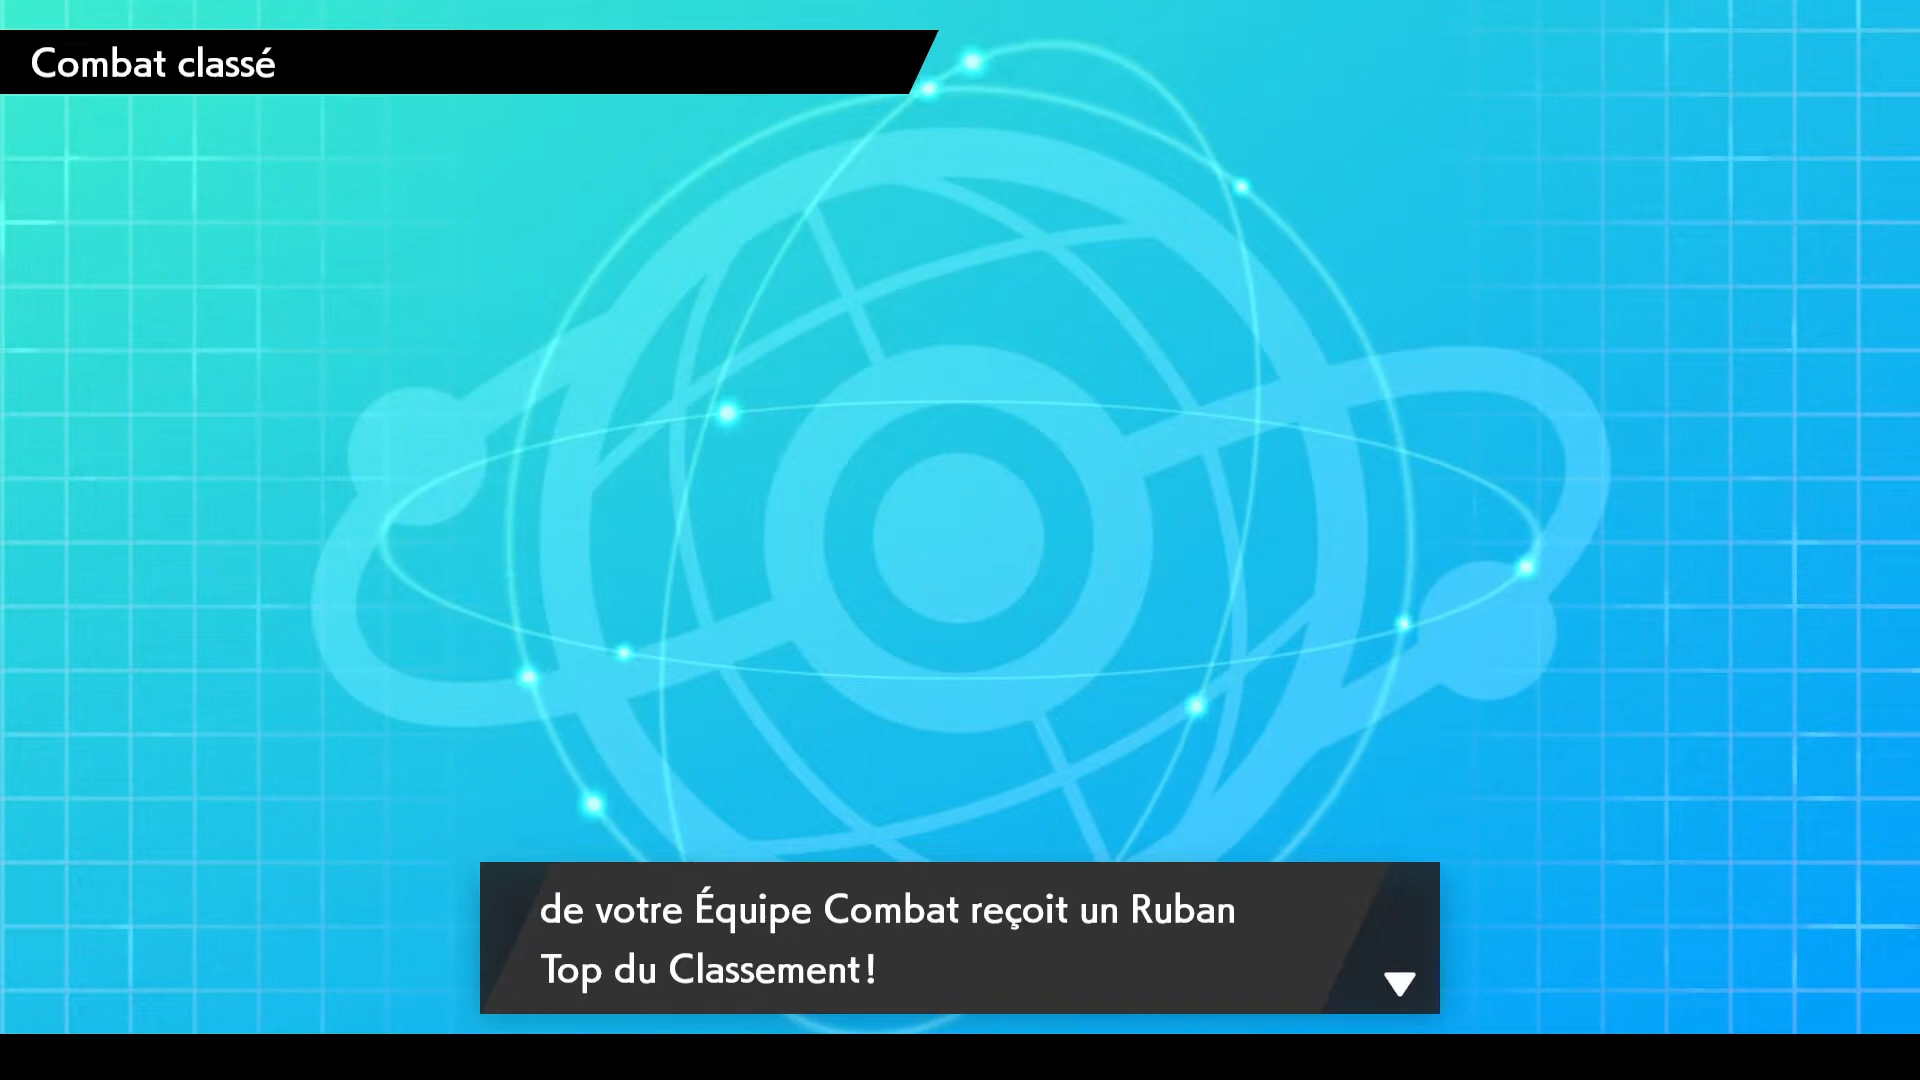 Combat classé
de votre Équipe Combat reçoit un Ruban
Top du Classement !